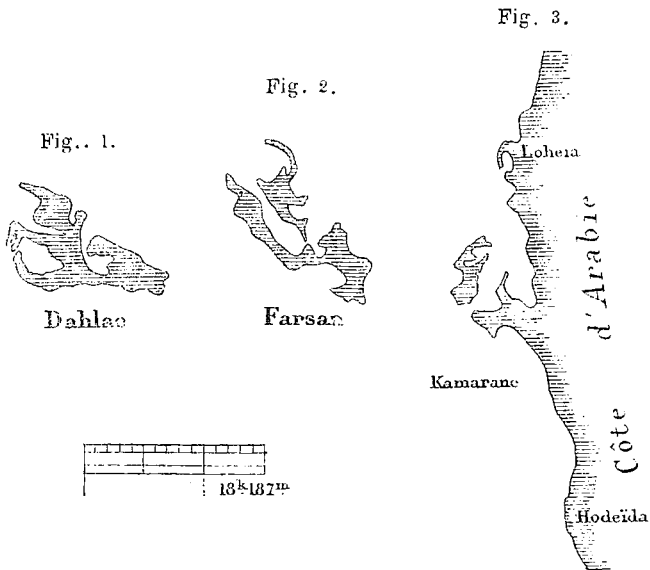 Fig. 3.
Fig. 2.
Fig.. 1.
Loheia
Dahlac
Farsan
Kamarane
Côte d'Arabie
18k187m
Hodeïda